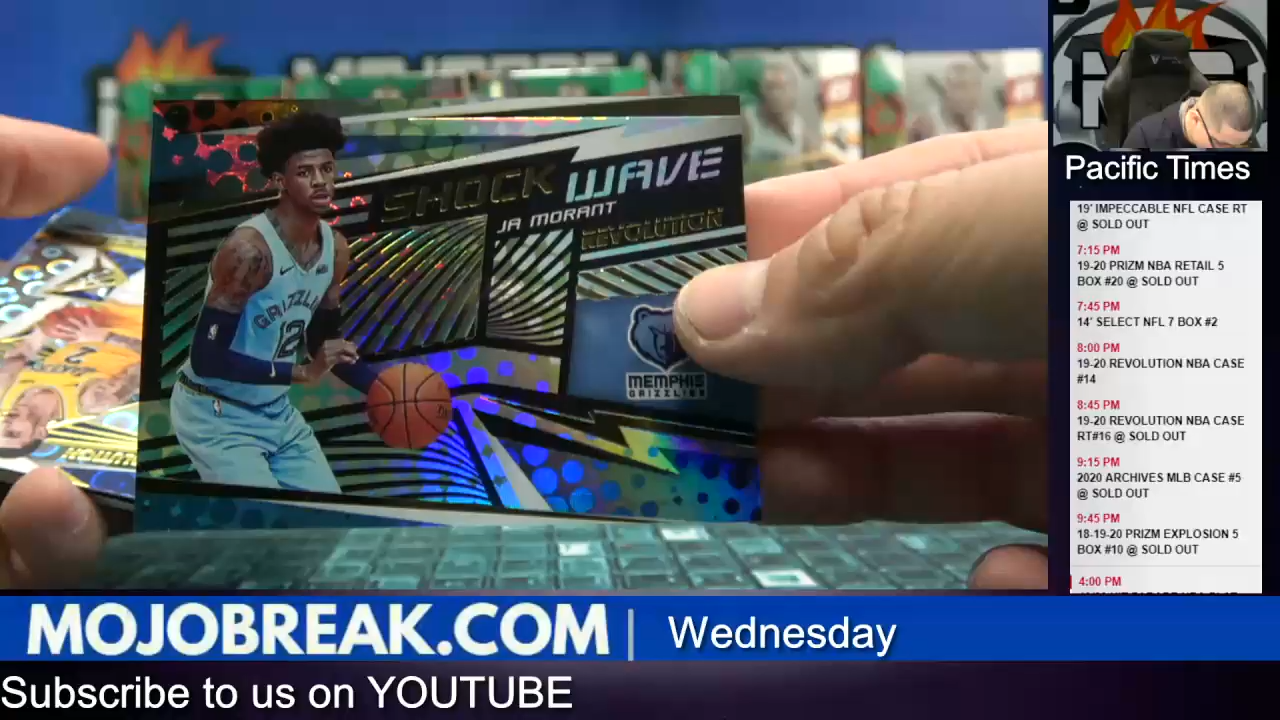 SHOCK WAVE
JA MORANT
REVOLUTION
GRIZZLI
12
MEMPHIS
GRIZZLIES
2
Pacific Times
19' IMPECCABLE NFL CASE RT
@ SOLD OUT
7:15 PM
19-20 PRIZM NBA RETAIL 5
BOX #20 @ SOLD OUT
7:45 PM
14' SELECT NFL 7 BOX #2
8:00 PM
19-20 REVOLUTION NBA CASE
#14
8:45 PM
19-20 REVOLUTION NBA CASE
RT#16 @ SOLD OUT
9:15 PM
2020 ARCHIVES MLB CASE #5
@ SOLD OUT
9:45 PM
18-19-20 PRIZM EXPLOSION 5
BOX #10 @ SOLD OUT
4:00 PM
MOJOBREAK.COM | Wednesday
Subscribe to us on YOUTUBE